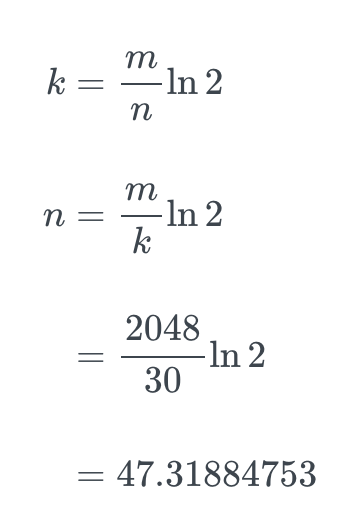 k = m/n ln 2
n = m/k ln 2
= 2048/30 ln 2
= 47.31884753